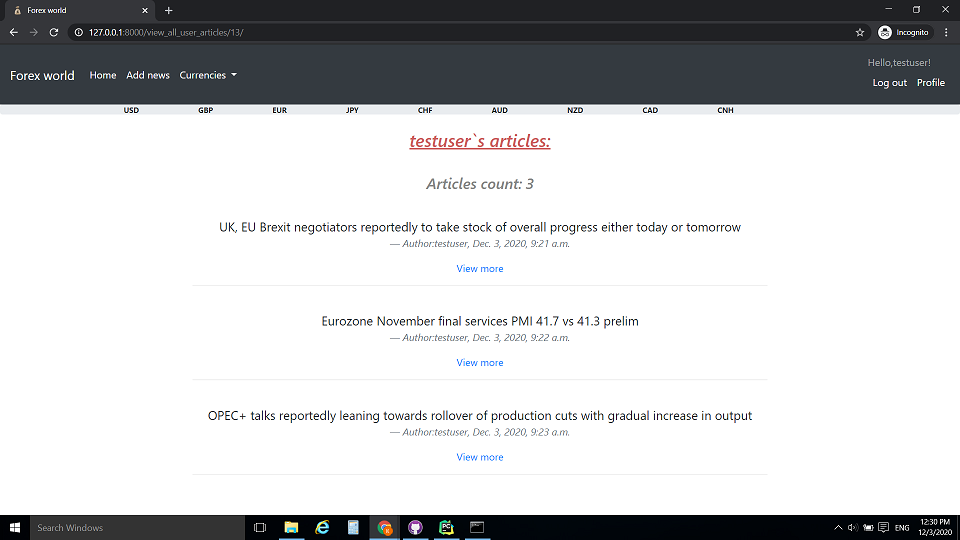 Forex world
127.0.0.1:8000/view_all_user_articles/13/
Incognito
Hello,testuser!
Forex world Home Add news Currencies Log out Profile
USD GBP EUR JPY CHF AUD NZD CAD CNH
testuser`s articles:
Articles count: 3
UK, EU Brexit negotiators reportedly to take stock of overall progress either today or tomorrow
— Author:testuser, Dec. 3, 2020, 9:21 a.m.
View more
Eurozone November final services PMI 41.7 vs 41.3 prelim
— Author:testuser, Dec. 3, 2020, 9:22 a.m.
View more
OPEC+ talks reportedly leaning towards rollover of production cuts with gradual increase in output
— Author:testuser, Dec. 3, 2020, 9:23 a.m.
View more
Search Windows
ENG
12:30 PM
12/3/2020